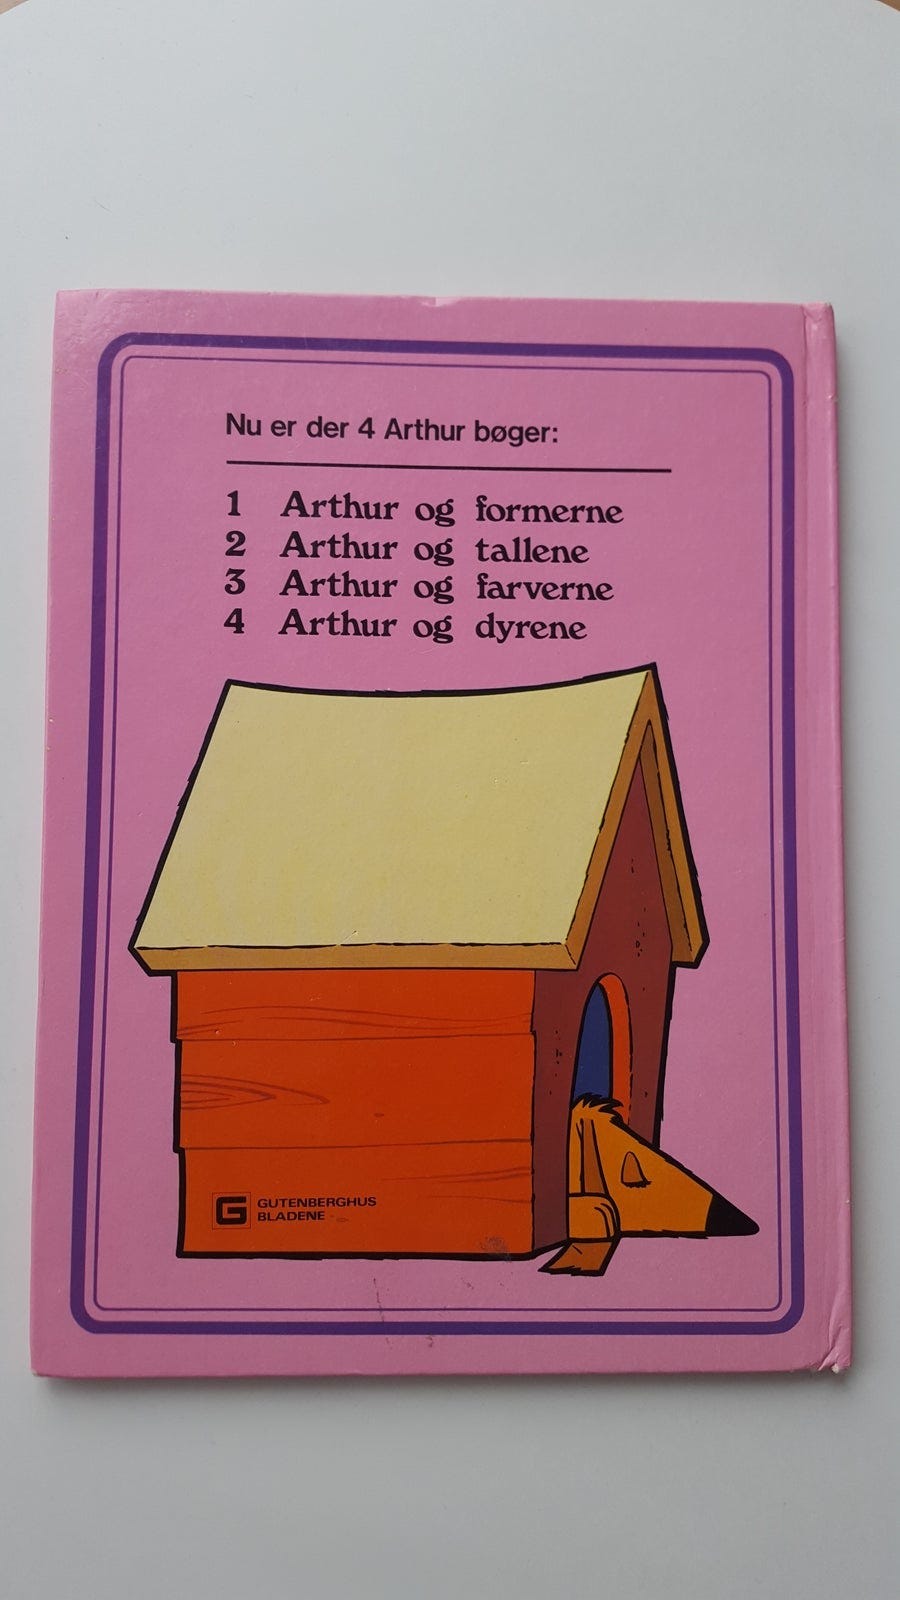 Nu er der 4 Arthur bøger:
1 Arthur og formerne
2 Arthur og tallene
3 Arthur og farverne
4 Arthur og dyrene
G GUTENBERGHUS
BLADENE